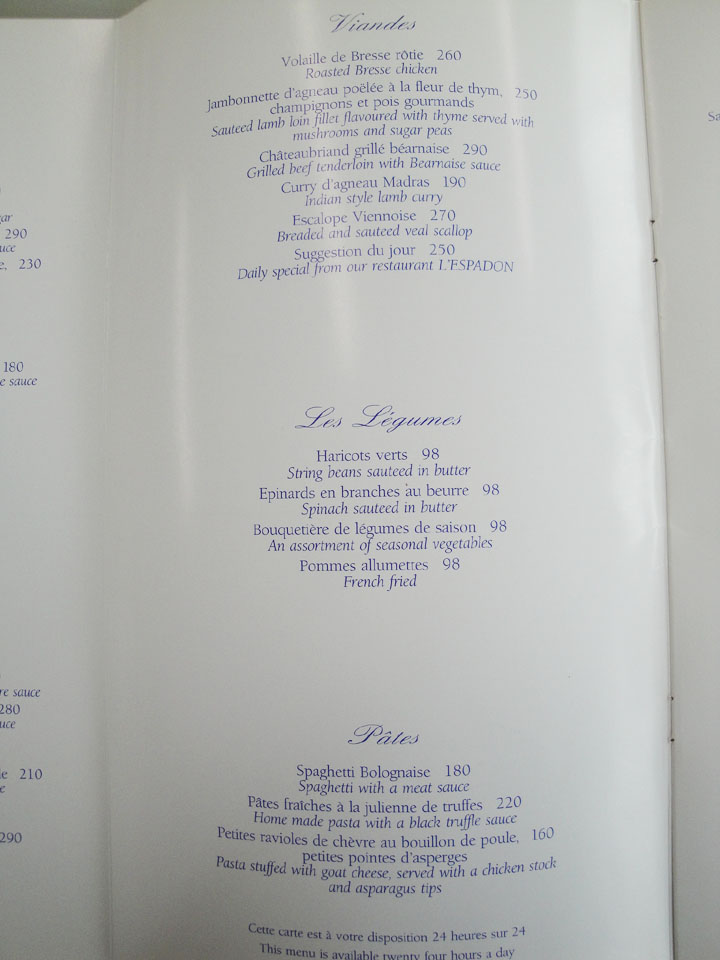 Viandes
Volaille de Bresse rôtie 260
Roasted Bresse chicken
Jambonnette d'agneau poëlée à la fleur de thym, 250
champignons et pois gourmands
Sauteed lamb loin fillet flavoured with thyme served with
mushrooms and sugar peas
Châteaubriand grillé béarnaise 290
Grilled beef tenderloin with Bearnaise sauce
Curry d'agneau Madras 190
Indian style lamb curry
Escalope Viennoise 270
Breaded and sauteed veal scallop
Suggestion du jour 250
Daily special from our restaurant L'ESPADON
290
230
180
sauce
Les Légumes
Haricots verts 98
String beans sauteed in butter
Epinards en branches au beurre 98
Spinach sauteed in butter
Bouquetière de légumes de saison 98
An assortment of seasonal vegetables
Pommes allumettes 98
French fried
sauce
280
210
290
Pâtes
Spaghetti Bolognaise 180
Spaghetti with a meat sauce
Pâtes fraîches à la julienne de truffes 220
Home made pasta with a black truffle sauce
Petites ravioles de chèvre au bouillon de poule, 160
petites pointes d'asperges
Pasta stuffed with goat cheese, served with a chicken stock
and asparagus tips
Cette carte est à votre disposition 24 heures sur 24
This menu is available twenty four hours a day